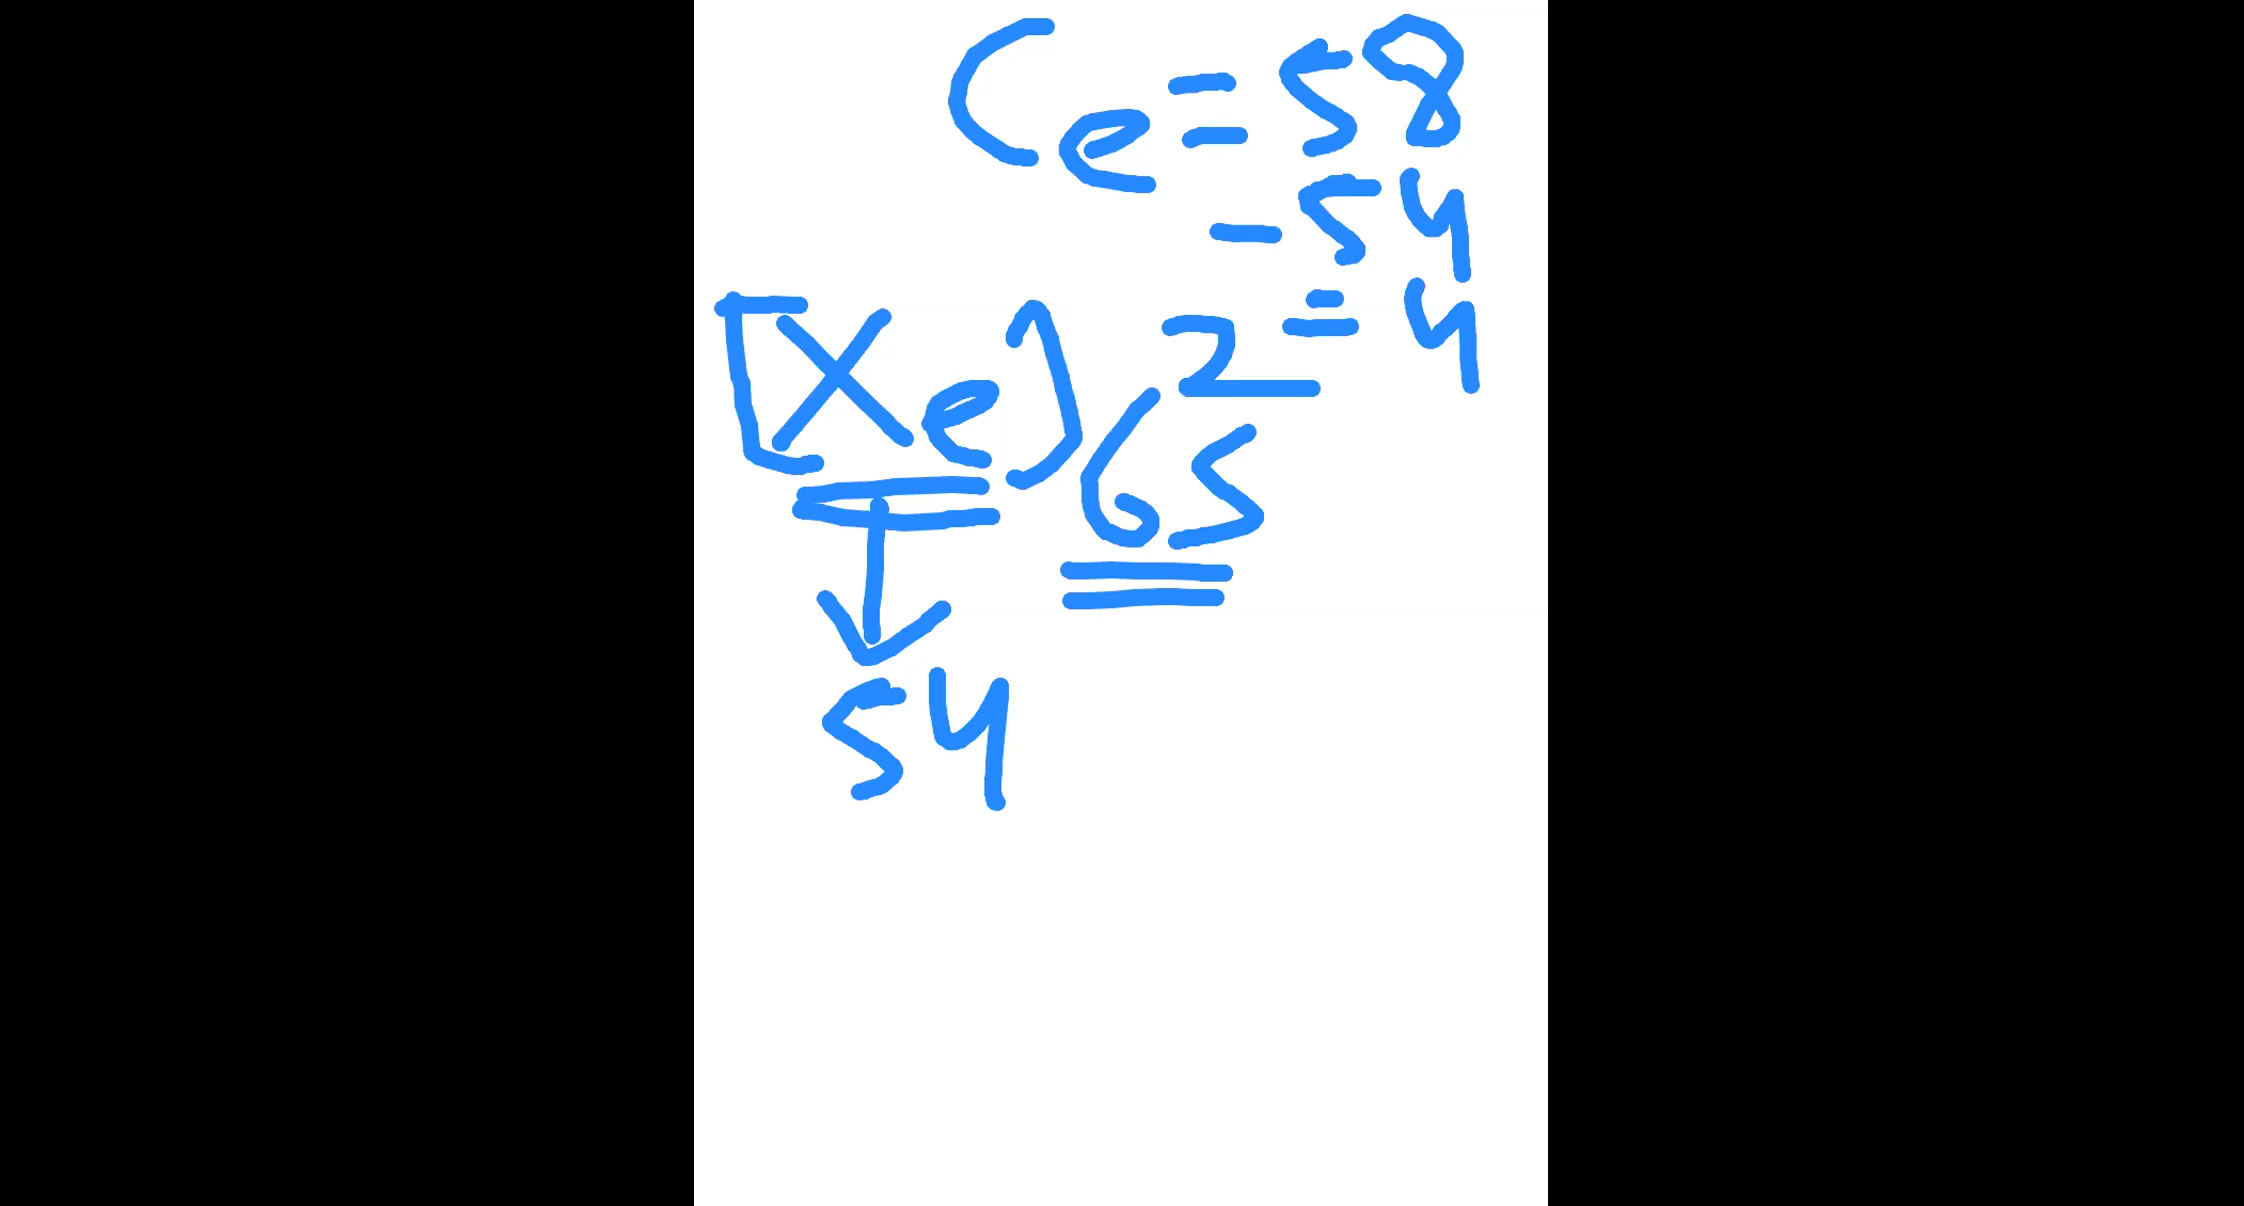 Ce = 58
- 54
= 4
[Xe) 6s²
54